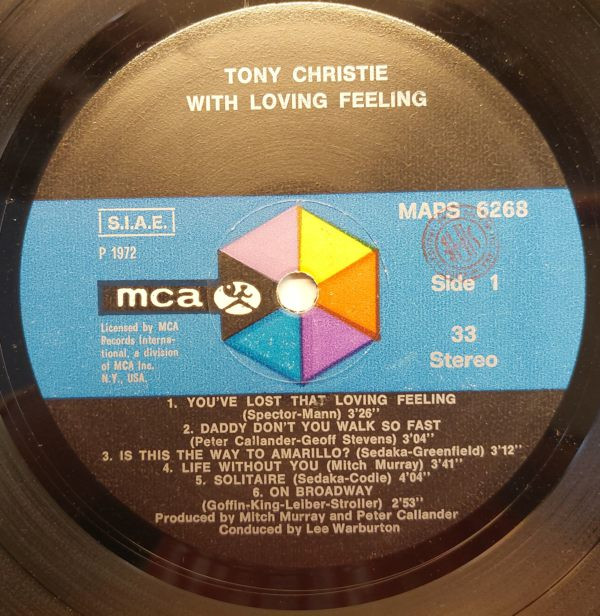 TONY CHRISTIE
WITH LOVING FEELING
S.I.A.E.
MAPS 6268
P 1972
Side 1
mca
Licensed by MCA
Records Interna-
tional, a division
of MCA Inc.
N.Y., USA.
33
Stereo
1. YOU'VE LOST THAT LOVING FEELING
(Spector-Mann) 3'26''
2. DADDY DON'T YOU WALK SO FAST
(Peter Callander-Geoff Stevens) 3'04''
3. IS THIS THE WAY TO AMARILLO? (Sedaka-Greenfield) 3'12''
4. LIFE WITHOUT YOU (Mitch Murray) 3'41''
5. SOLITAIRE (Sedaka-Codie) 4'04''
6. ON BROADWAY
(Goffin-King-Leiber-Stroller) 2'53''
Produced by Mitch Murray and Peter Callander
Conducted by Lee Warburton